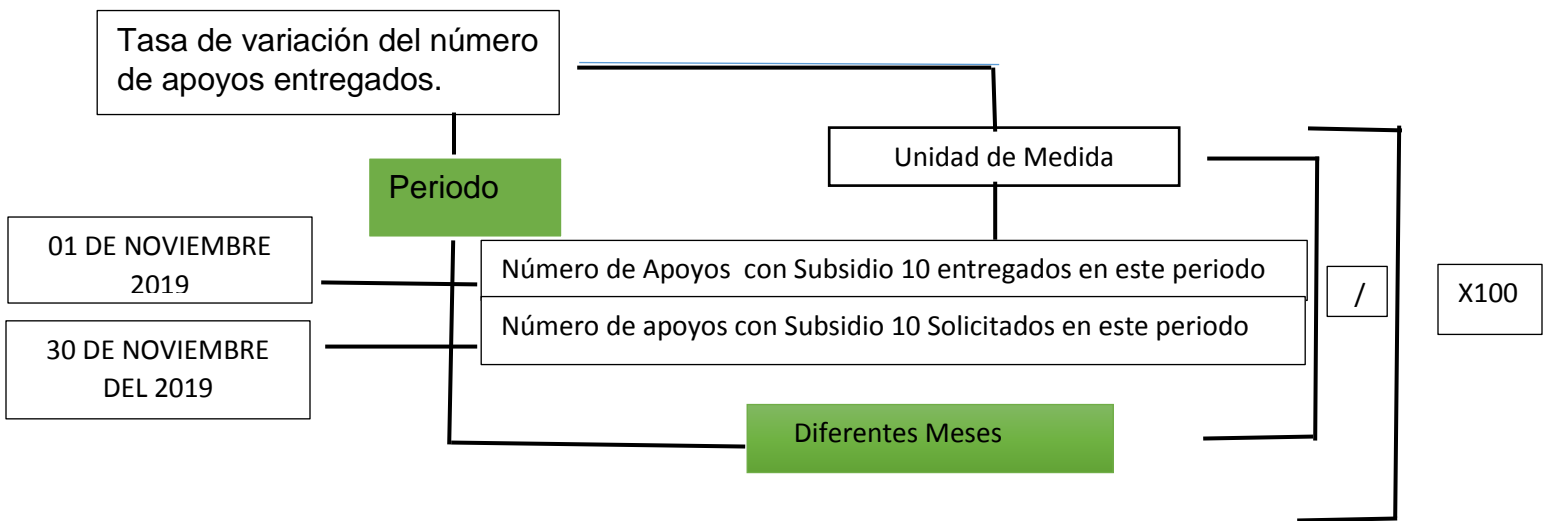 Tasa de variación del número
de apoyos entregados.
Unidad de Medida
Periodo
01 DE NOVIEMBRE
2019
Número de Apoyos con Subsidio 10 entregados en este periodo
/
X100
Número de apoyos con Subsidio 10 Solicitados en este periodo
30 DE NOVIEMBRE
DEL 2019
Diferentes Meses